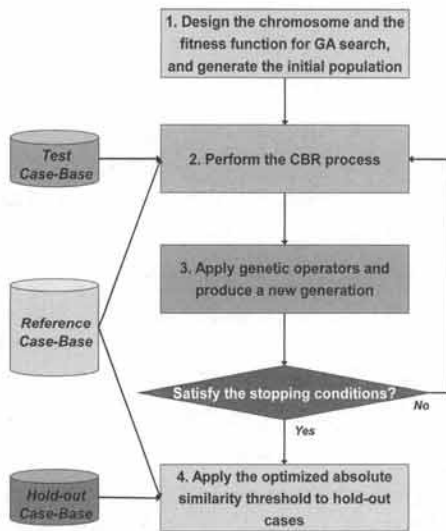 1. Design the chromosome and the
fitness function for GA search,
and generate the initial population
Test
Case-Base
2. Perform the CBR process
3. Apply genetic operators and
produce a new generation
Reference
Case-Base
Satisfy the stopping conditions?
No
Yes
Hold-out
Case-Base
4. Apply the optimized absolute
similarity threshold to hold-out
cases